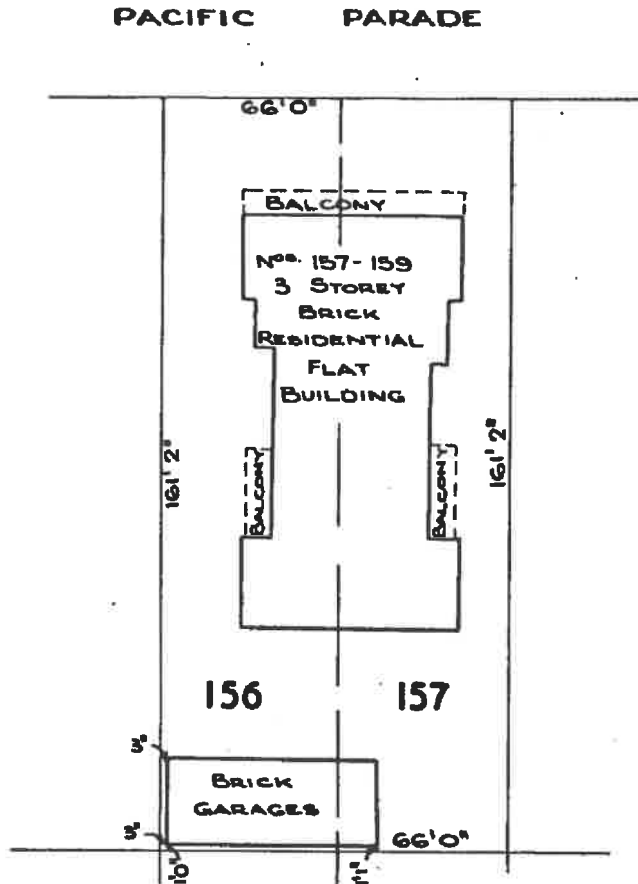 PACIFIC PARADE
66'0"
BALCONY
Nos. 157-159
3 STOREY
BRICK
RESIDENTIAL
FLAT
BUILDING
161'2"
161'2"
BALCONY
BALCONY
156
157
3"
BRICK
GARAGES
3"
66'0"